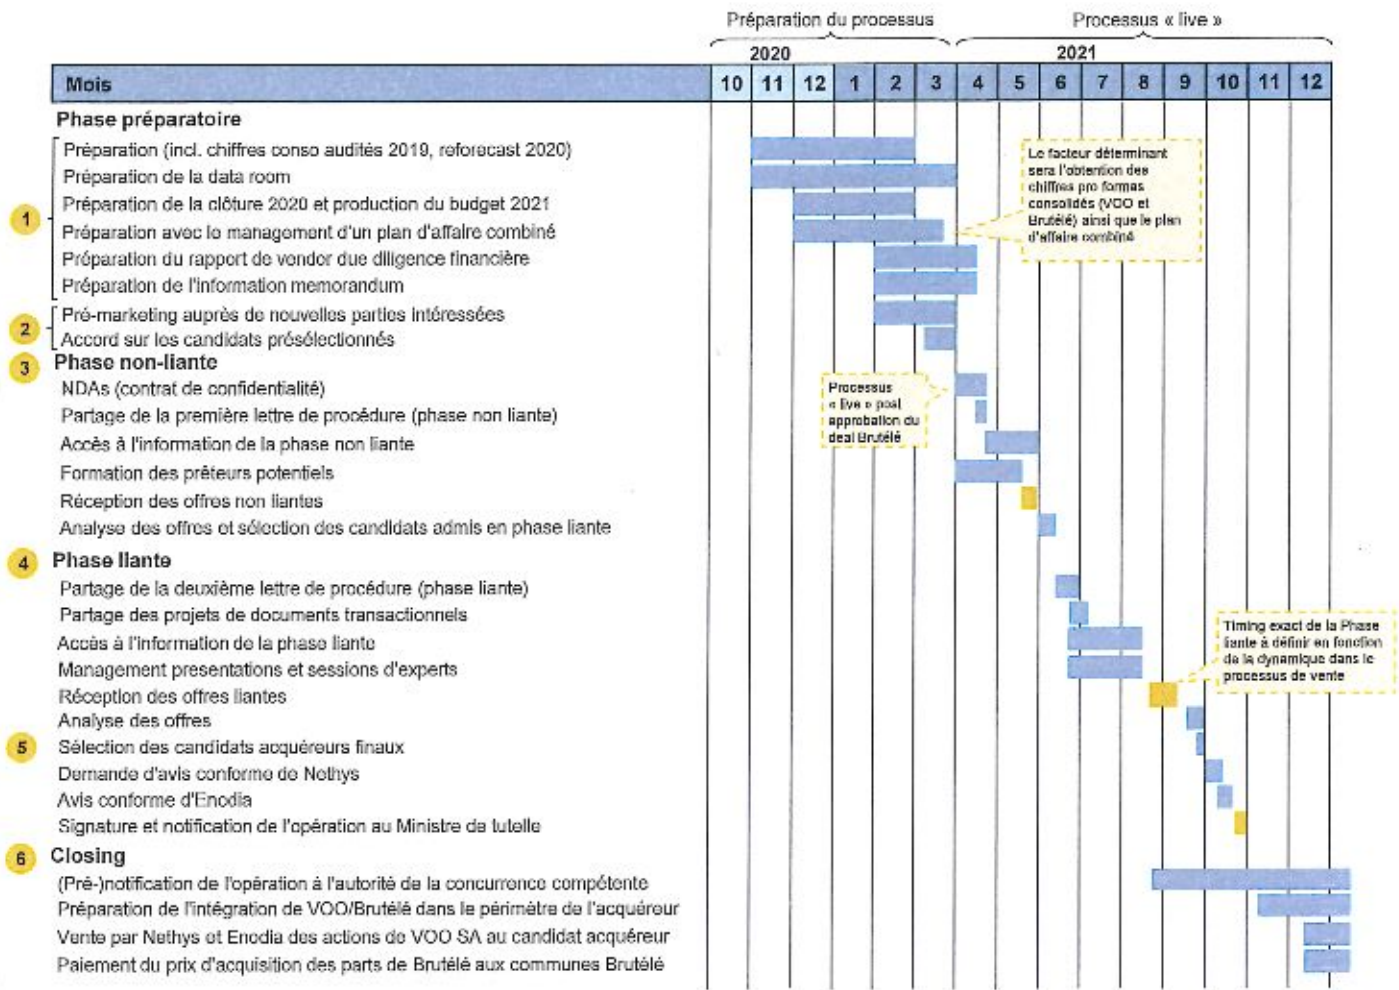 Préparation du processus
Processus « live »
2020
2021
Mois
10 11 12 1 2 3 4 5 6 7 8 9 10 11 12
Phase préparatoire
Préparation (incl. chiffres conso audités 2019, reforecast 2020)
Préparation de la data room
Préparation de la clôture 2020 et production du budget 2021
1
Préparation avec le management d'un plan d'affaire combiné
Préparation du rapport de vendor due diligence financière
Préparation de l'information memorandum
Le facteur déterminant
sera l'obtention des
chiffres pro formas
consolidés (VOO et
Brutélé) ainsi que le plan
d'affaire combiné
2
Pré-marketing auprès de nouvelles parties intéressées
Accord sur les candidats présélectionnés
3
Phase non-liante
NDAs (contrat de confidentialité)
Partage de la première lettre de procédure (phase non liante)
Accès à l'information de la phase non liante
Formation des prêteurs potentiels
Réception des offres non liantes
Analyse des offres et sélection des candidats admis en phase liante
Processus
« live » post
approbation du
deal Brutélé
4
Phase liante
Partage de la deuxième lettre de procédure (phase liante)
Partage des projets de documents transactionnels
Accès à l'information de la phase liante
Management presentations et sessions d'experts
Réception des offres liantes
Analyse des offres
Timing exact de la Phase
liante à définir en fonction
de la dynamique dans le
processus de vente
5
Sélection des candidats acquéreurs finaux
Demande d'avis conforme de Nethys
Avis conforme d'Enodia
Signature et notification de l'opération au Ministre de tutelle
6
Closing
(Pré-)notification de l'opération à l'autorité de la concurrence compétente
Préparation de l'intégration de VOO/Brutélé dans le périmètre de l'acquéreur
Vente par Nethys et Enodia des actions de VOO SA au candidat acquéreur
Paiement du prix d'acquisition des parts de Brutélé aux communes Brutélé